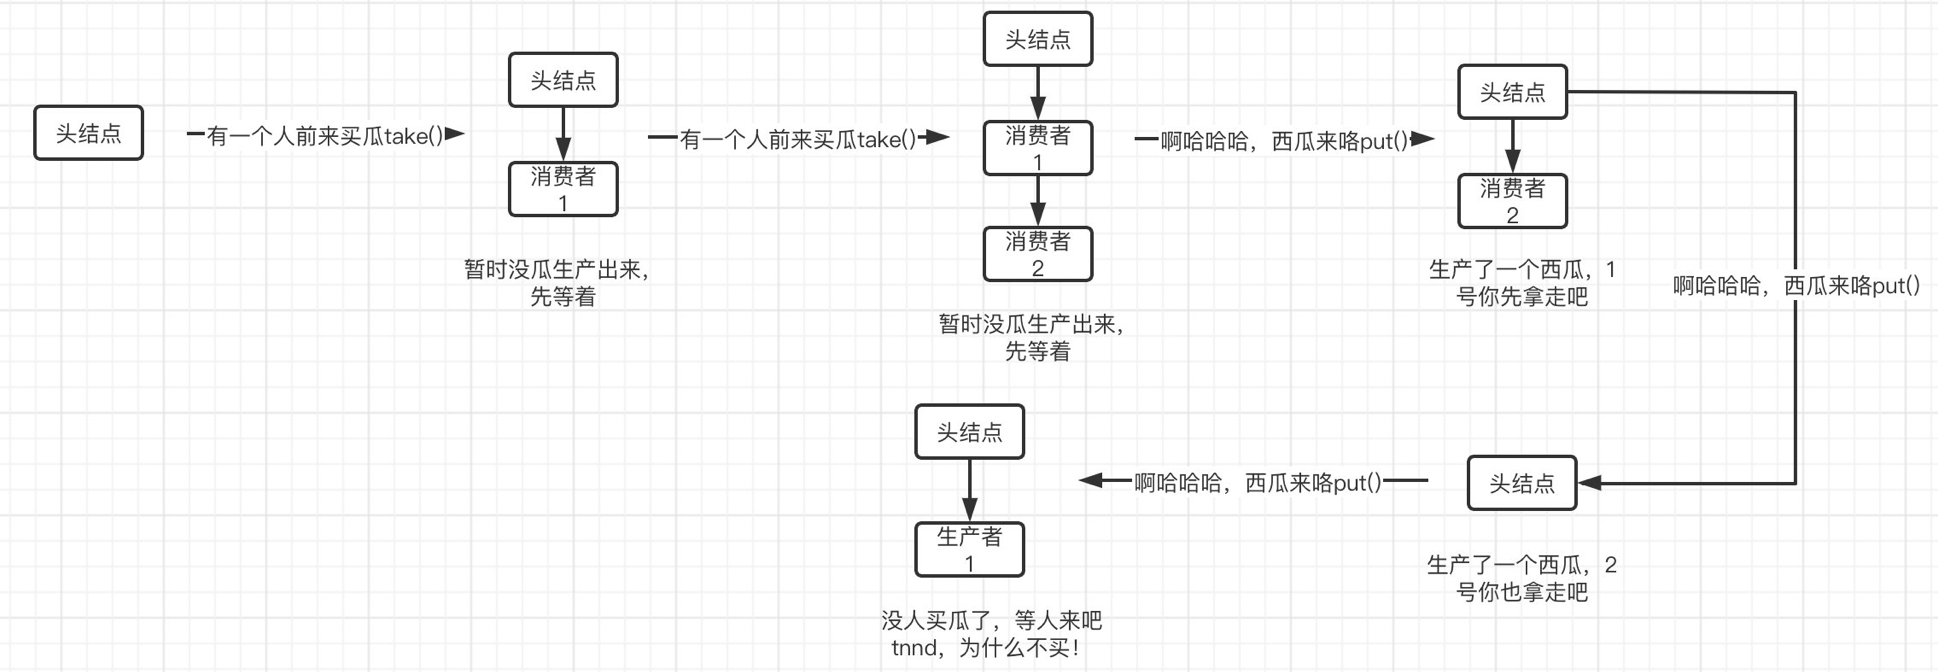 头结点
有一个人前来买瓜take()
头结点
消费者
1
暂时没瓜生产出来，
先等着
有一个人前来买瓜take()
头结点
消费者
1
消费者
2
暂时没瓜生产出来，
先等着
啊哈哈哈，西瓜来咯put()
头结点
消费者
2
生产了一个西瓜，1
号你先拿走吧
啊哈哈哈，西瓜来咯put()
头结点
生产了一个西瓜，2
号你也拿走吧
啊哈哈哈，西瓜来咯put()
头结点
生产者
1
没人买瓜了，等人来吧
tnnd，为什么不买！